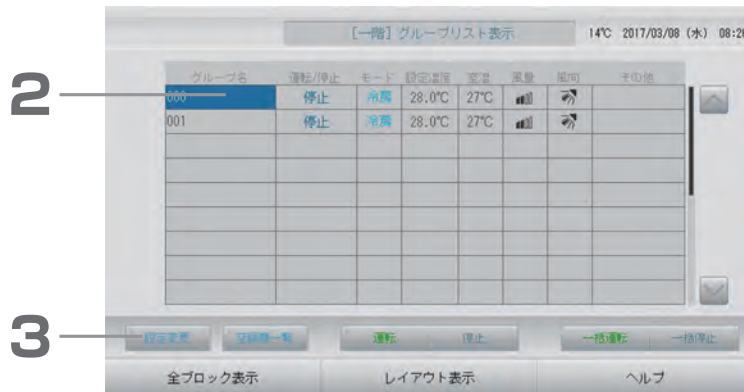 [一階] グループリスト表示 14℃ 2017/03/08 (水) 08:26
グループ名 運転/停止 モード 設定温度 室温 風量 風向 その他
2
000 停止 冷房 28.0℃ 27℃
001 停止 冷房 28.0℃ 27℃
3
設定変更 空調機一覧 運転 停止 一括運転 一括停止
全ブロック表示 レイアウト表示 ヘルプ